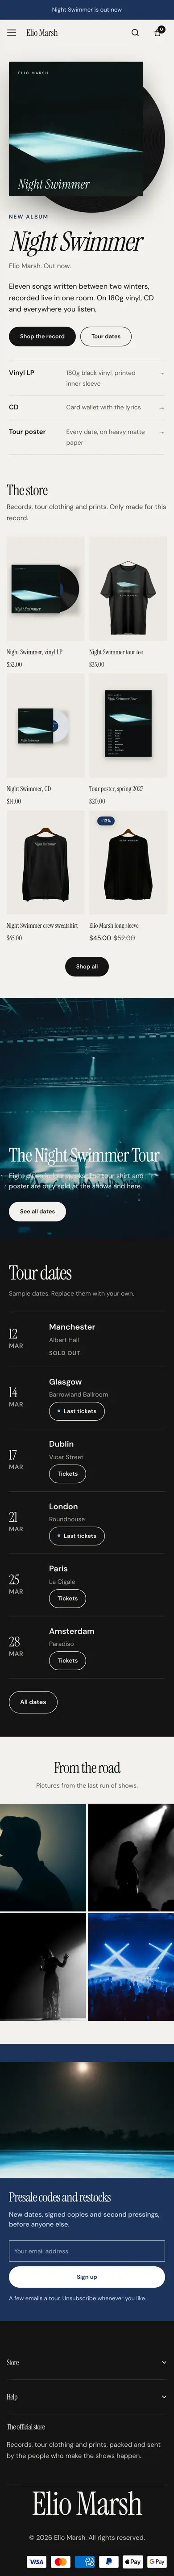 Night Swimmer is out now
Elio Marsh
0
ELIO MARSH
Night Swimmer
NEW ALBUM
Night Swimmer
Elio Marsh. Out now.
Eleven songs written between two winters,
recorded live in one room. On 180g vinyl, CD
and everywhere you listen.
Shop the record
Tour dates
Vinyl LP
180g black vinyl, printed
inner sleeve
→
CD
Card wallet with the lyrics
→
Tour poster
Every date, on heavy matte
paper
→
The store
Records, tour clothing and prints. Only made for this
record.
Night Swimmer
Night Swimmer, vinyl LP
$32.00
Night Swimmer tour tee
$35.00
Night Swimmer
Night Swimmer, CD
$14.00
Night Swimmer Tour
Tour poster, spring 2027
$20.00
Night Swimmer crew sweatshirt
$65.00
-13%
ELIO MARSH
Elio Marsh long sleeve
$45.00 $52.00
Shop all
The Night Swimmer Tour
poster are only sold at the shows and here.
See all dates
Tour dates
Sample dates. Replace them with your own.
12
MAR
Manchester
Albert Hall
SOLD OUT
14
MAR
Glasgow
Barrowland Ballroom
Last tickets
17
MAR
Dublin
Vicar Street
Tickets
21
MAR
London
Roundhouse
Last tickets
25
MAR
Paris
La Cigale
Tickets
28
MAR
Amsterdam
Paradiso
Tickets
All dates
From the road
Pictures from the last run of shows.
Presale codes and restocks
New dates, signed copies and second pressings,
before anyone else.
Your email address
Sign up
A few emails a tour. Unsubscribe whenever you like.
Store
Help
The official store
Records, tour clothing and prints, packed and sent
by the people who make the shows happen.
Elio Marsh
© 2026 Elio Marsh. All rights reserved.
VISA
AMEX
PayPal
Apple Pay
G Pay